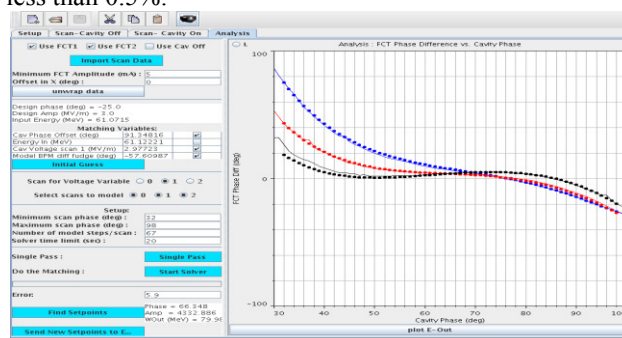 less than 0.5%.
Setup Scan-Cavity Off Scan- Cavity On Analysis
Use FCT1 Use FCT2 Use Cav Off
Import Scan Data
Minimum FCT Amplitude (mA) : 5
Offset in X (deg) : 0
unwrap data
Design phase (deg) = -25.0
Design Amp (MV/m) = 3.0
Input Energy (MeV) = 61.0715
Matching Variables:
Cav Phase Offset (deg) 91.34816
Energy In (MeV) 61.12221
Cav Voltage scan 1 (MV/m) 2.97723
Model BPM diff fudge (deg) -57.60987
Initial Guess
Scan for Voltage Variable 0 1 2
Select scans to model 0 1 2
Setup:
Minimum scan phase (deg) : 32
Maximum scan phase (deg) : 98
Number of model steps/scan : 67
Solver time limit (sec) : 20
Single Pass : Single Pass
Do the Matching : Start Solver
Error: 5.9
Find Setpoints
Phase = 66.348
Amp = 4332.886
WOut (MeV) = 79.98
Send New Setpoints to E...
L
Analysis : FCT Phase Difference vs. Cavity Phase
FCT Phase Diff (deg)
100
0
-100
30 40 50 60 70 80 90 100
Cavity Phase (deg)
plot E-Out